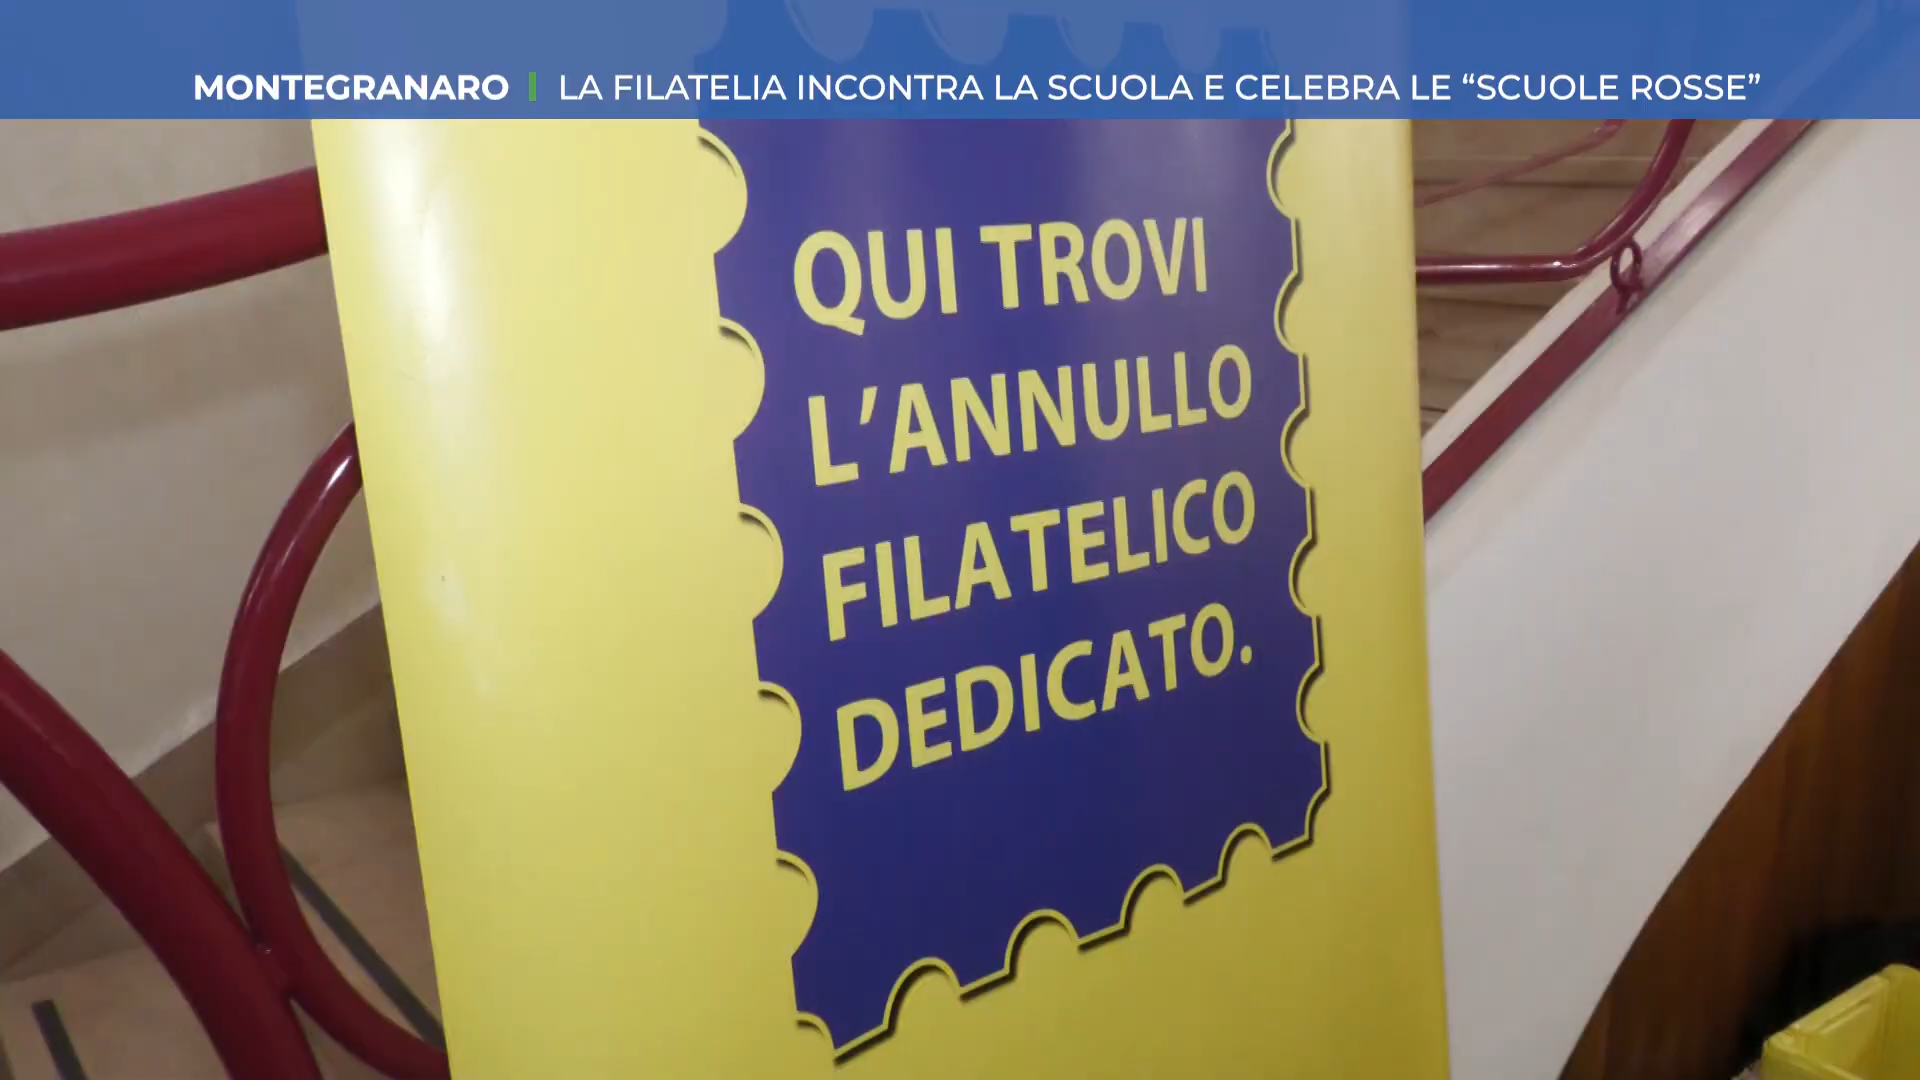 MONTEGRANARO | LA FILATELIA INCONTRA LA SCUOLA E CELEBRA LE “SCUOLE ROSSE”
QUI TROVI
L’ANNULLO
FILATELICO
DEDICATO.